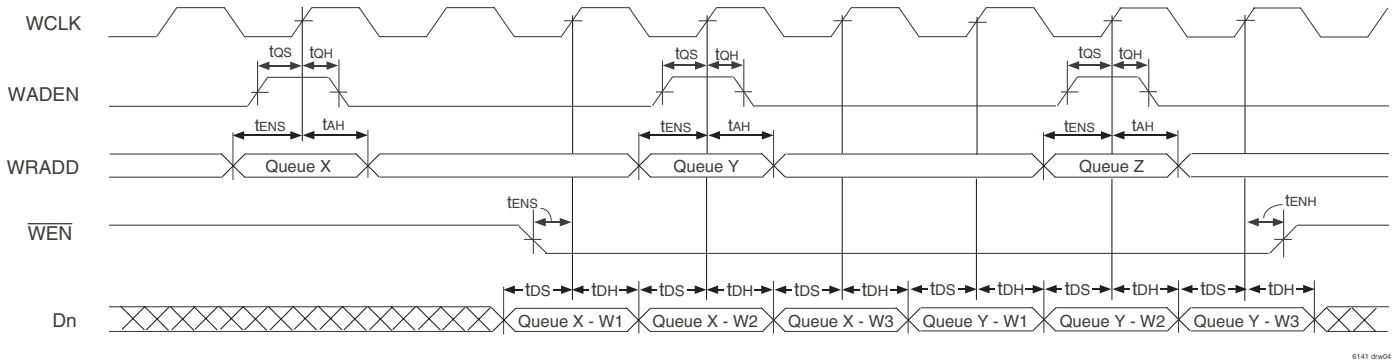 WCLK
tQS tQH tQS tQH tQS tQH
WADEN
tENS tAH tENS tAH tENS tAH
WRADD Queue X Queue Y Queue Z
tENS tENH
WEN
tDS tDH tDS tDH tDS tDH tDS tDH tDS tDH tDS tDH
Dn Queue X - W1 Queue X - W2 Queue X - W3 Queue Y - W1 Queue Y - W2 Queue Y - W3
6141 drw04